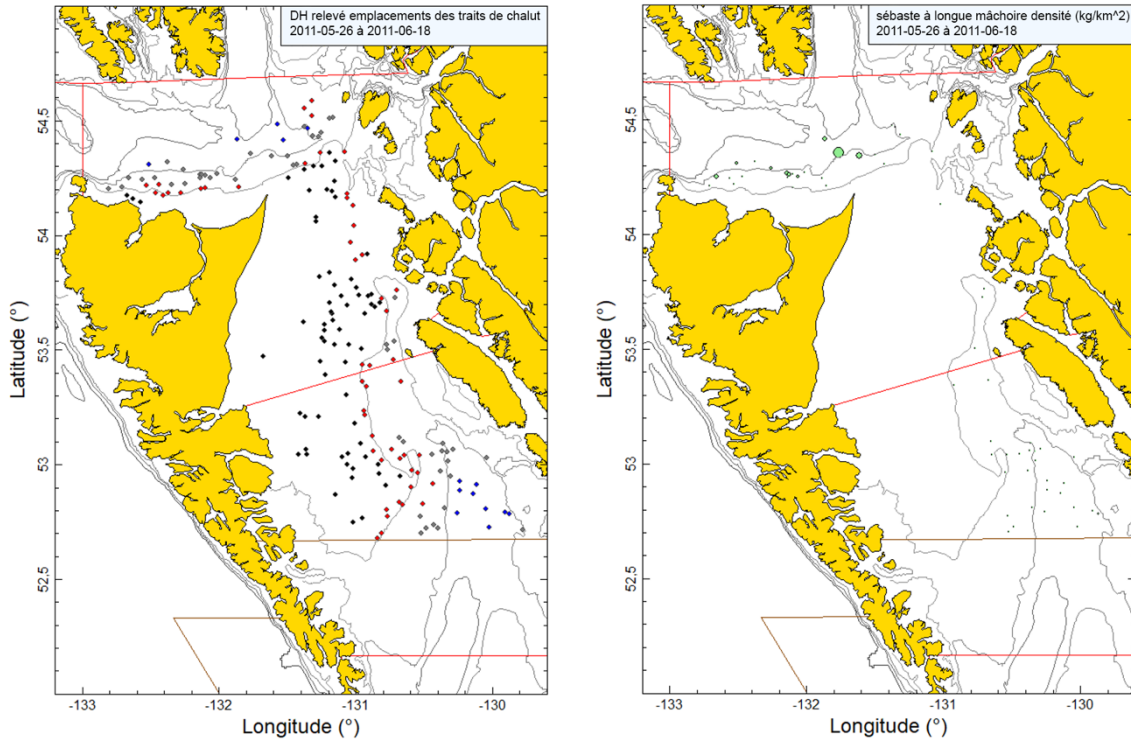 DH relevé emplacements des traits de chalut
2011-05-26 à 2011-06-18
54.5
54
53.5
53
52.5
Latitude (°)
-133
-132
-131
-130
Longitude (°)
sébaste à longue mâchoire densité (kg/km^2)
2011-05-26 à 2011-06-18
54.5
54
53.5
53
52.5
Latitude (°)
-133
-132
-131
-130
Longitude (°)